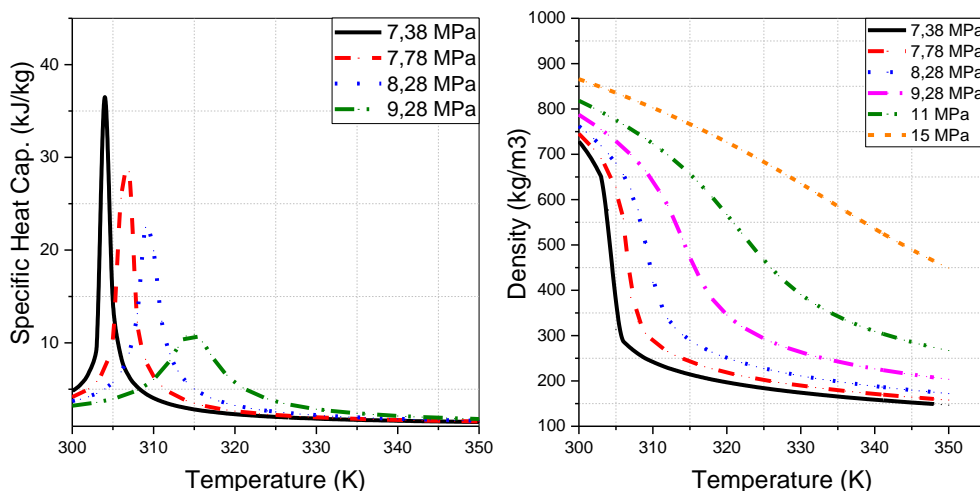 7,38 MPa
7,78 MPa
8,28 MPa
9,28 MPa
40
30
20
10
Specific Heat Cap. (kJ/kg)
300 310 320 330 340 350
Temperature (K)
7,38 MPa
7,78 MPa
8,28 MPa
9,28 MPa
11 MPa
15 MPa
1000
900
800
700
600
500
400
300
200
100
Density (kg/m3)
300 310 320 330 340 350
Temperature (K)